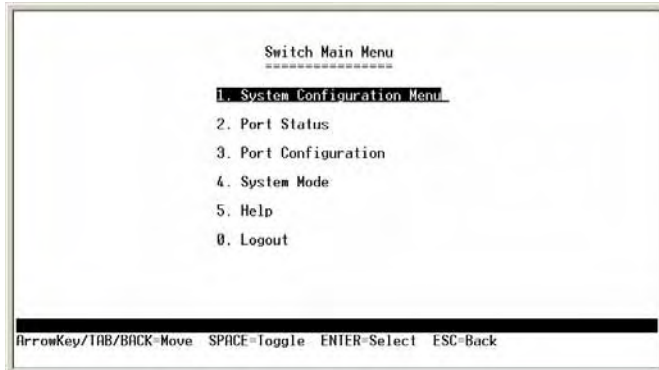 Switch Main Menu
================
1. System Configuration Menu
2. Port Status
3. Port Configuration
4. System Mode
5. Help
0. Logout
ArrowKey/TAB/BACK=Move SPACE=Toggle ENTER=Select ESC=Back